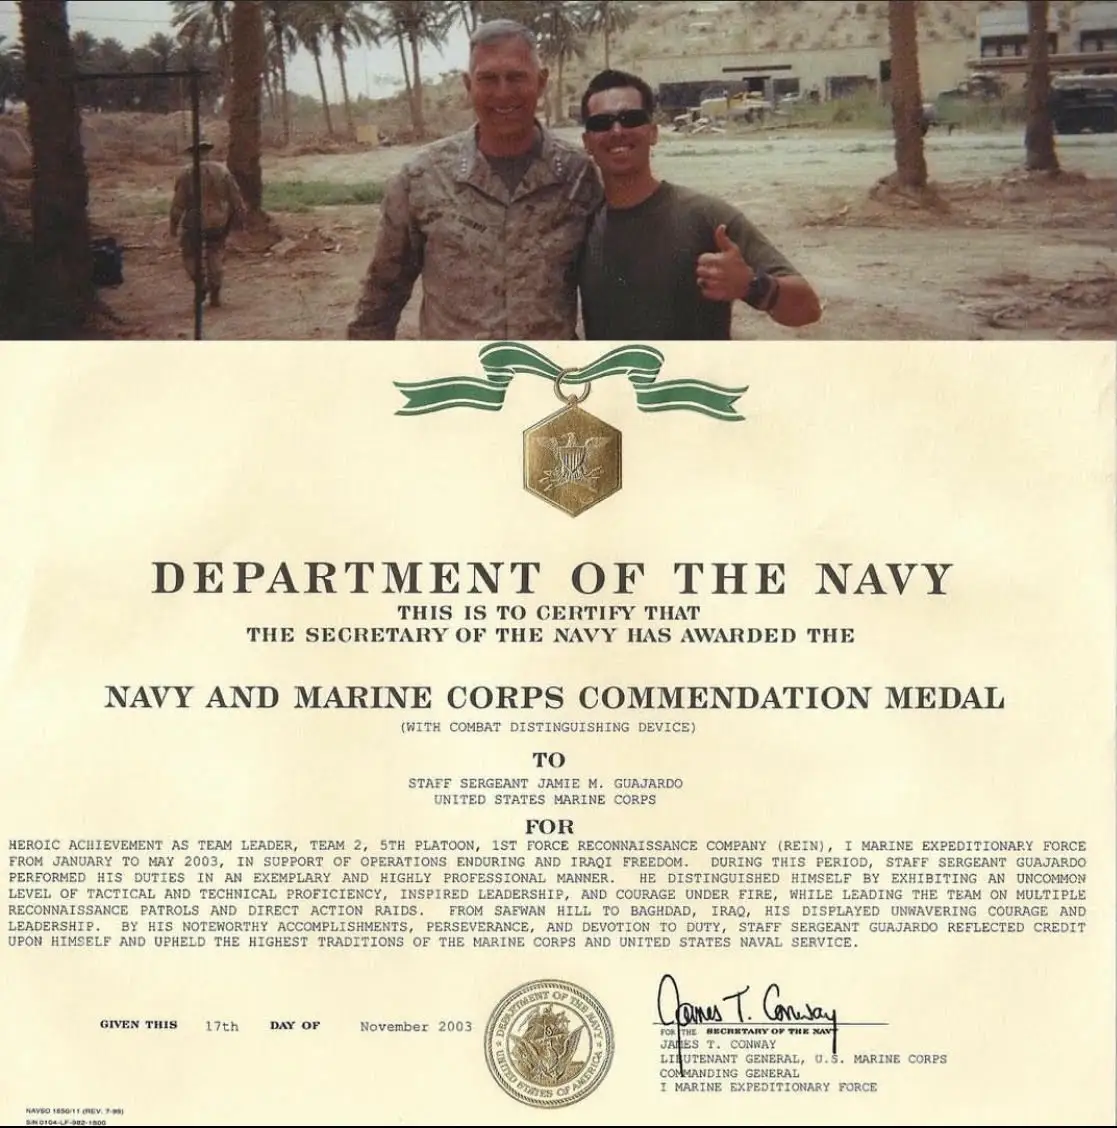 DEPARTMENT OF THE NAVY
THIS IS TO CERTIFY THAT
THE SECRETARY OF THE NAVY HAS AWARDED THE
NAVY AND MARINE CORPS COMMENDATION MEDAL
(WITH COMBAT DISTINGUISHING DEVICE)
TO
STAFF SERGEANT JAMIE M. GUAJARDO
UNITED STATES MARINE CORPS
FOR
HEROIC ACHIEVEMENT AS TEAM LEADER, TEAM 2, 5TH PLATOON, 1ST FORCE RECONNAISSANCE COMPANY (REIN), I MARINE EXPEDITIONARY FORCE
FROM JANUARY TO MAY 2003, IN SUPPORT OF OPERATIONS ENDURING AND IRAQI FREEDOM. DURING THIS PERIOD, STAFF SERGEANT GUAJARDO
PERFORMED HIS DUTIES IN AN EXEMPLARY AND HIGHLY PROFESSIONAL MANNER. HE DISTINGUISHED HIMSELF BY EXHIBITING AN UNCOMMON
LEVEL OF TACTICAL AND TECHNICAL PROFICIENCY, INSPIRED LEADERSHIP, AND COURAGE UNDER FIRE, WHILE LEADING THE TEAM ON MULTIPLE
RECONNAISSANCE PATROLS AND DIRECT ACTION RAIDS. FROM SAFWAN HILL TO BAGHDAD, IRAQ, HIS DISPLAYED UNWAVERING COURAGE AND
LEADERSHIP. BY HIS NOTEWORTHY ACCOMPLISHMENTS, PERSEVERANCE, AND DEVOTION TO DUTY, STAFF SERGEANT GUAJARDO REFLECTED CREDIT
UPON HIMSELF AND UPHELD THE HIGHEST TRADITIONS OF THE MARINE CORPS AND UNITED STATES NAVAL SERVICE.
GIVEN THIS 17th DAY OF November 2003
DEPARTMENT OF THE NAVY
UNITED STATES OF AMERICA
James T. Conway
FOR THE SECRETARY OF THE NAVY
JAMES T. CONWAY
LIEUTENANT GENERAL, U.S. MARINE CORPS
COMMANDING GENERAL
I MARINE EXPEDITIONARY FORCE
NAVSO 1650/11 (REV. 7-95)
S/N 0104-LF-982-1800